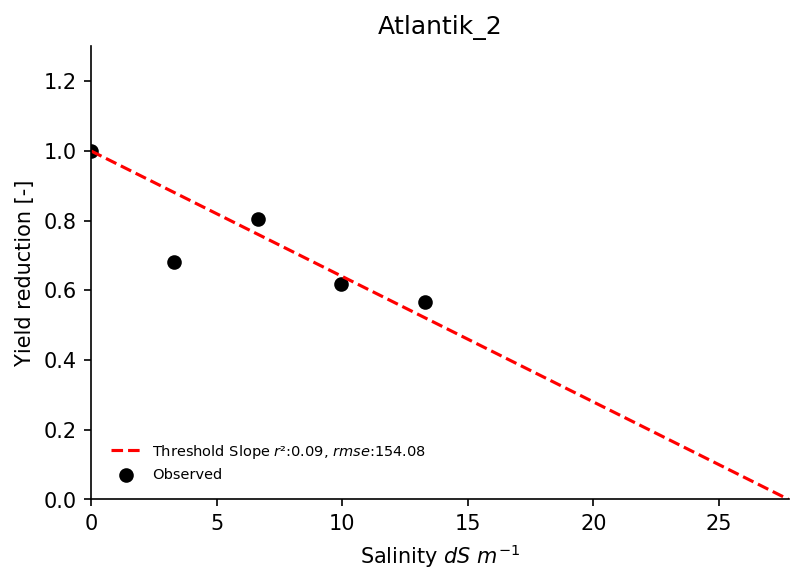 Atlantik_2
Yield reduction [-]
1.2
1.0
0.8
0.6
0.4
0.2
0.0
Threshold Slope r²:0.09, rmse:154.08
Observed
0 5 10 15 20 25
Salinity dS m⁻¹